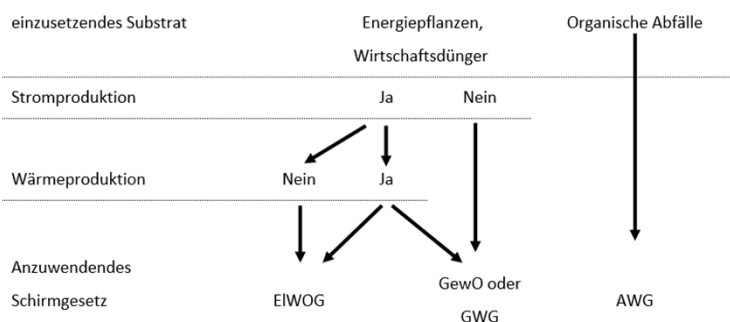 einzusetzendes Substrat Energiepflanzen, Organische Abfälle
Wirtschaftsdünger
Stromproduktion Ja Nein
Wärmeproduktion Nein Ja
Anzuwendendes
Schirmgesetz ElWOG GewO oder AWG
GWG